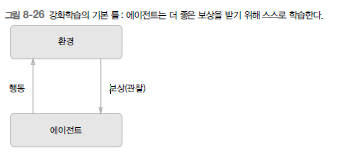 그림 8-26 강화학습의 기본 틀 : 에이전트는 더 좋은 보상을 받기 위해 스스로 학습한다.
환경
행동
보상(관찰)
에이전트